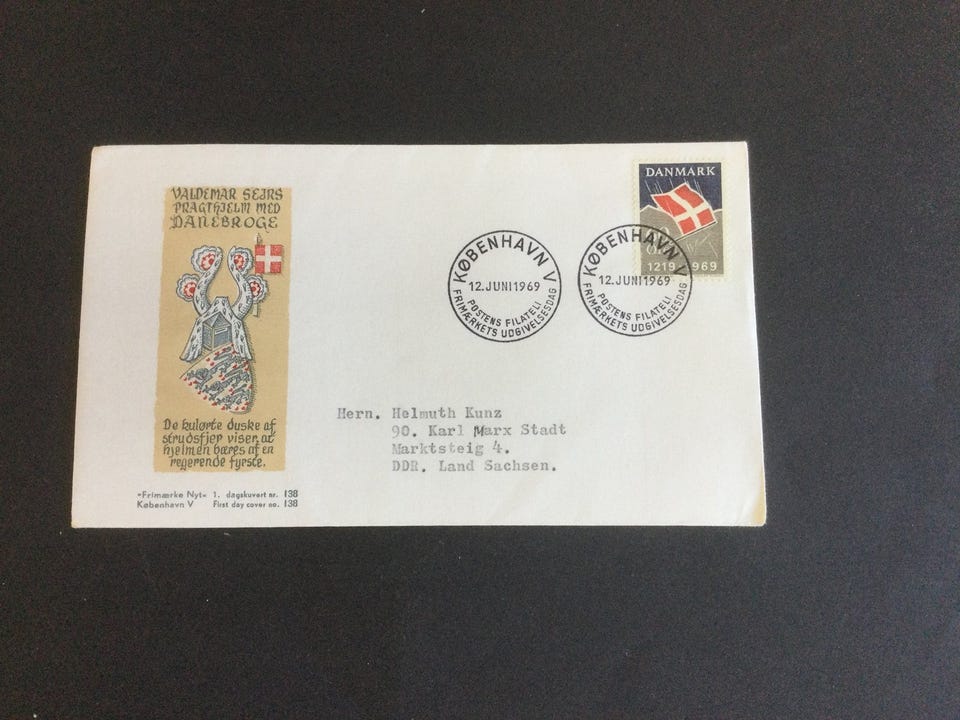 VALDEMAR SEJRS
PRAGTHJELM MED
DANEBROGE
De kulørte duske af
strudsfjer viser, at
hjelmen bæres af en
regerende fyrste.
»Frimærke Nyt« 1. dagskuvert nr. 138
København V First day cover no. 138
KØBENHAVN V
12.JUNI1969
POSTENS FILATELI
FRIMÆRKETS UDGIVELSESDAG
KØBENHAVN V
12.JUNI1969
POSTENS FILATELI
FRIMÆRKETS UDGIVELSESDAG
DANMARK
1219 1969
Hern. Helmuth Kunz
90. Karl Marx Stadt
Marktsteig 4.
DDR. Land Sachsen.